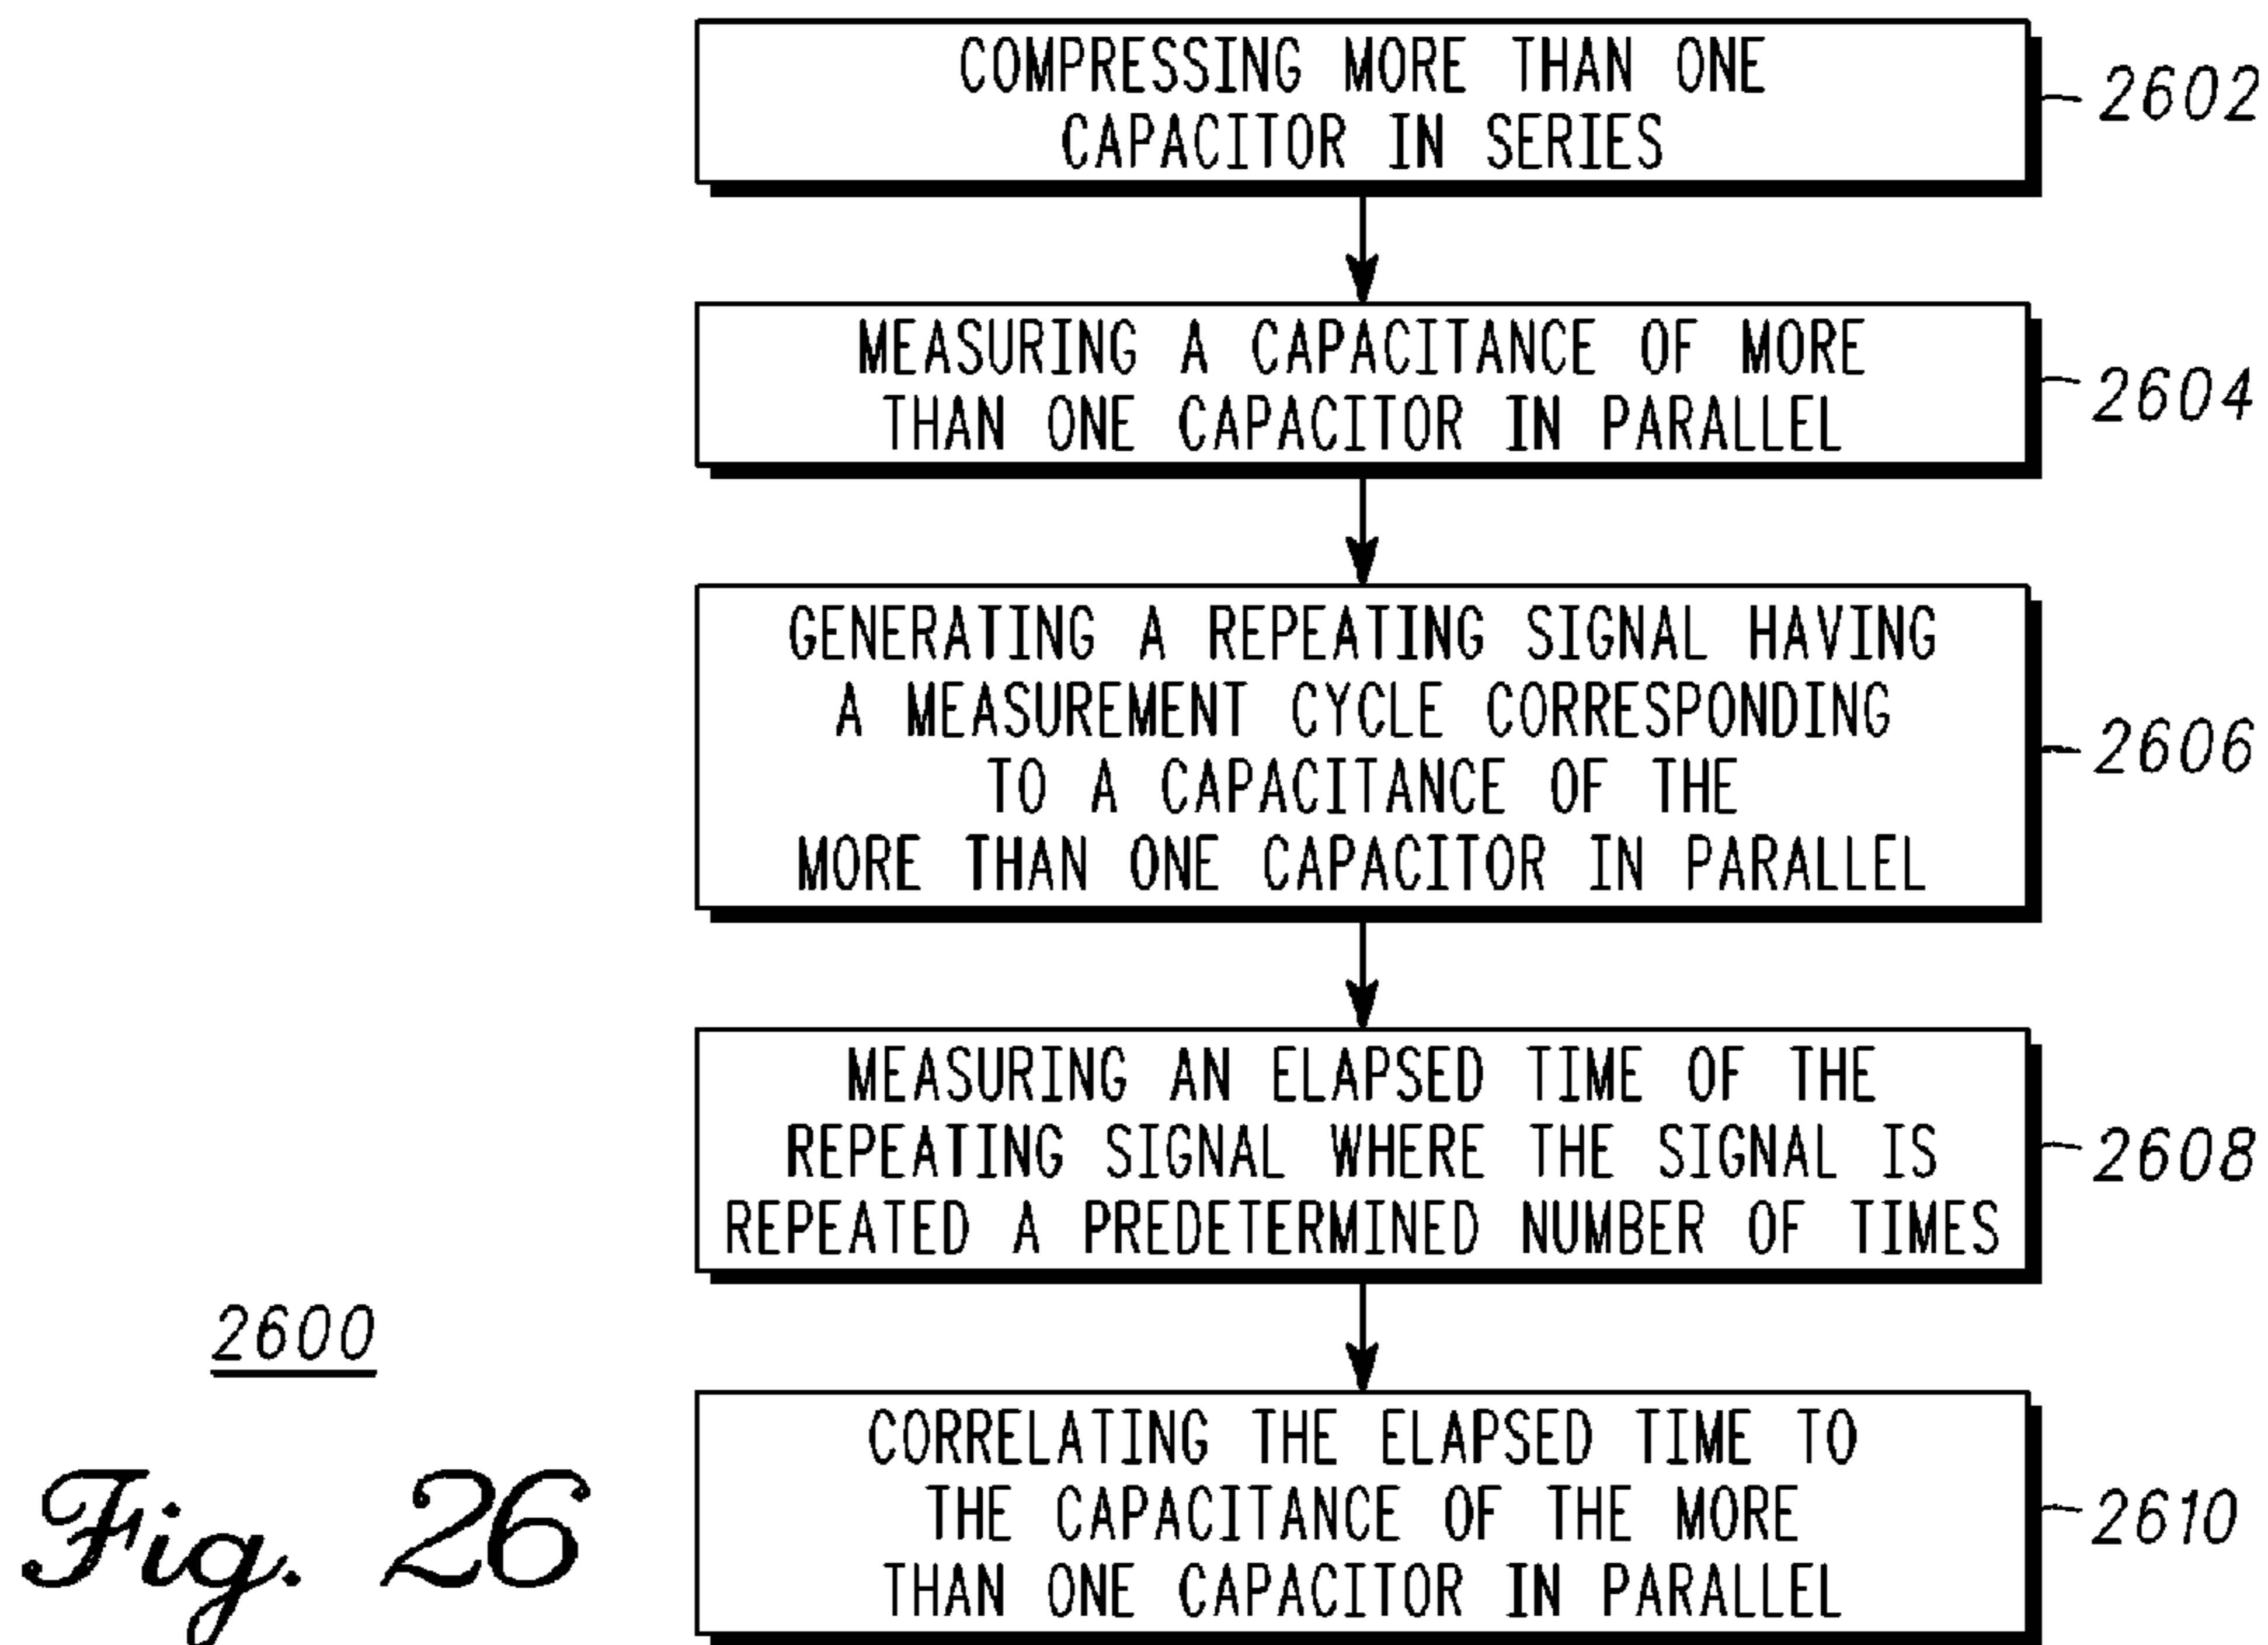 COMPRESSING MORE THAN ONE
CAPACITOR IN SERIES
2602
MEASURING A CAPACITANCE OF MORE
THAN ONE CAPACITOR IN PARALLEL
2604
GENERATING A REPEATING SIGNAL HAVING
A MEASUREMENT CYCLE CORRESPONDING
TO A CAPACITANCE OF THE
MORE THAN ONE CAPACITOR IN PARALLEL
2606
MEASURING AN ELAPSED TIME OF THE
REPEATING SIGNAL WHERE THE SIGNAL IS
REPEATED A PREDETERMINED NUMBER OF TIMES
2608
CORRELATING THE ELAPSED TIME TO
THE CAPACITANCE OF THE MORE
THAN ONE CAPACITOR IN PARALLEL
2610
2600
Fig. 26